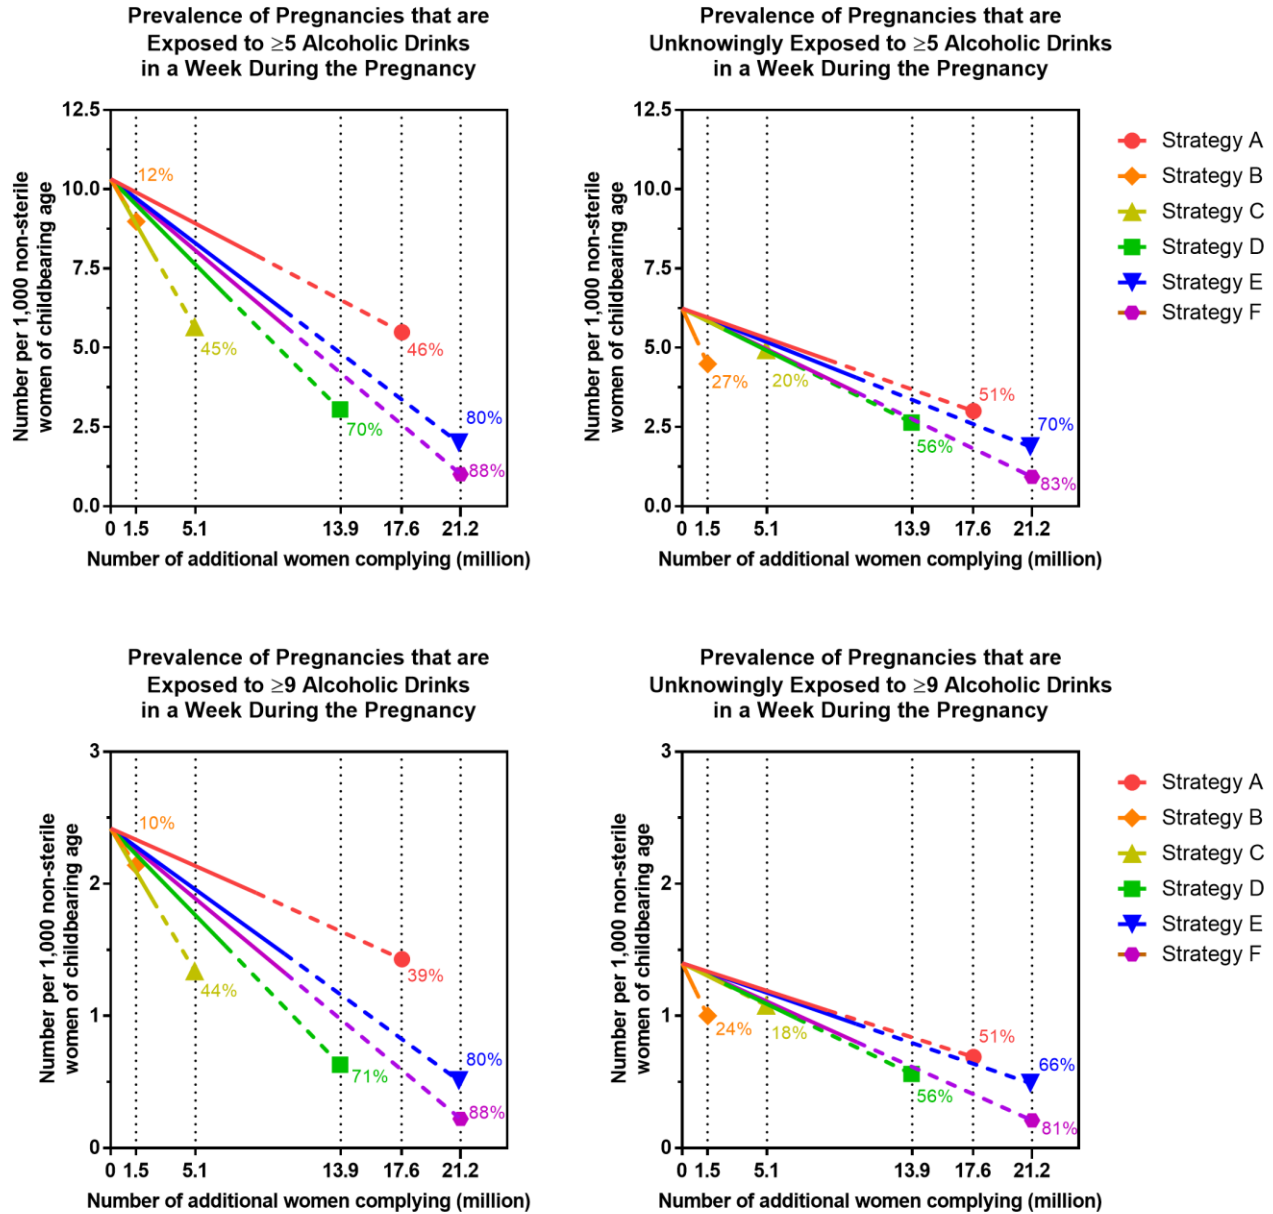 Prevalence of Pregnancies that are
Exposed to ≥5 Alcoholic Drinks
in a Week During the Pregnancy
Number per 1,000 non-sterile
women of childbearing age
12.5
10.0
7.5
5.0
2.5
0.0
12%
45%
46%
70%
80%
88%
0 1.5 5.1 13.9 17.6 21.2
Number of additional women complying (million)
Prevalence of Pregnancies that are
Unknowingly Exposed to ≥5 Alcoholic Drinks
in a Week During the Pregnancy
Number per 1,000 non-sterile
women of childbearing age
12.5
10.0
7.5
5.0
2.5
0.0
27%
20%
51%
56%
70%
83%
0 1.5 5.1 13.9 17.6 21.2
Number of additional women complying (million)
Strategy A
Strategy B
Strategy C
Strategy D
Strategy E
Strategy F
Prevalence of Pregnancies that are
Exposed to ≥9 Alcoholic Drinks
in a Week During the Pregnancy
Number per 1,000 non-sterile
women of childbearing age
3
2
1
0
10%
44%
39%
71%
80%
88%
0 1.5 5.1 13.9 17.6 21.2
Number of additional women complying (million)
Prevalence of Pregnancies that are
Unknowingly Exposed to ≥9 Alcoholic Drinks
in a Week During the Pregnancy
Number per 1,000 non-sterile
women of childbearing age
3
2
1
0
24%
18%
51%
56%
66%
81%
0 1.5 5.1 13.9 17.6 21.2
Number of additional women complying (million)
Strategy A
Strategy B
Strategy C
Strategy D
Strategy E
Strategy F